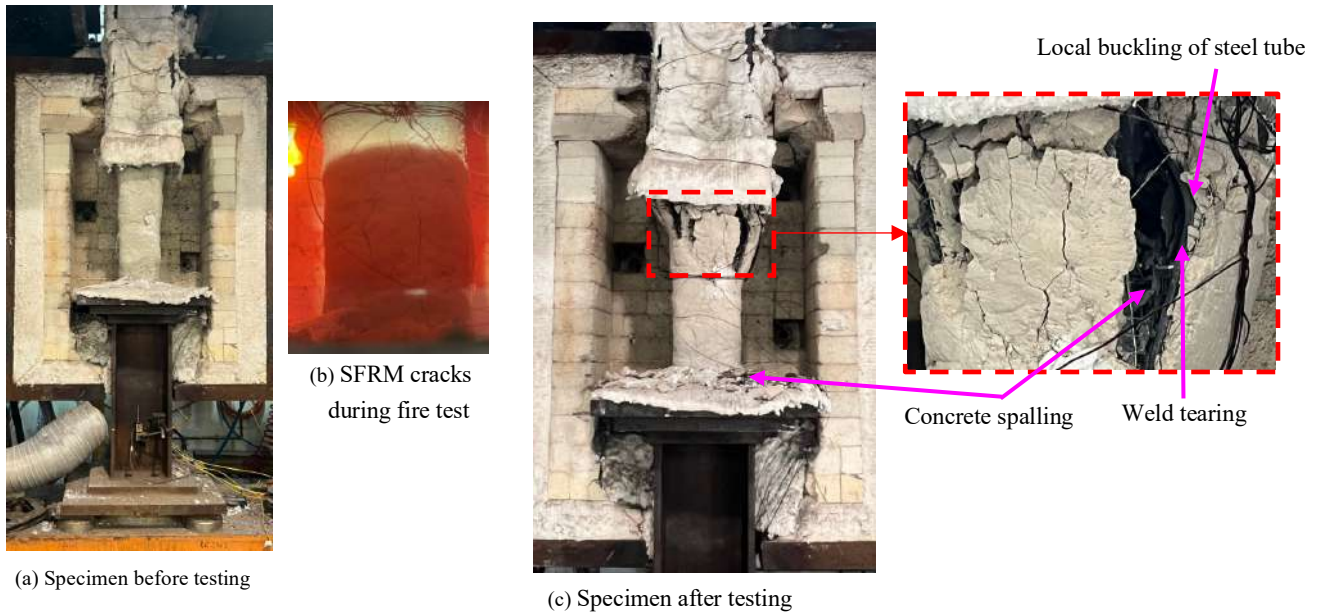 Local buckling of steel tube
(b) SFRM cracks
during fire test
Concrete spalling
Weld tearing
(a) Specimen before testing
(c) Specimen after testing